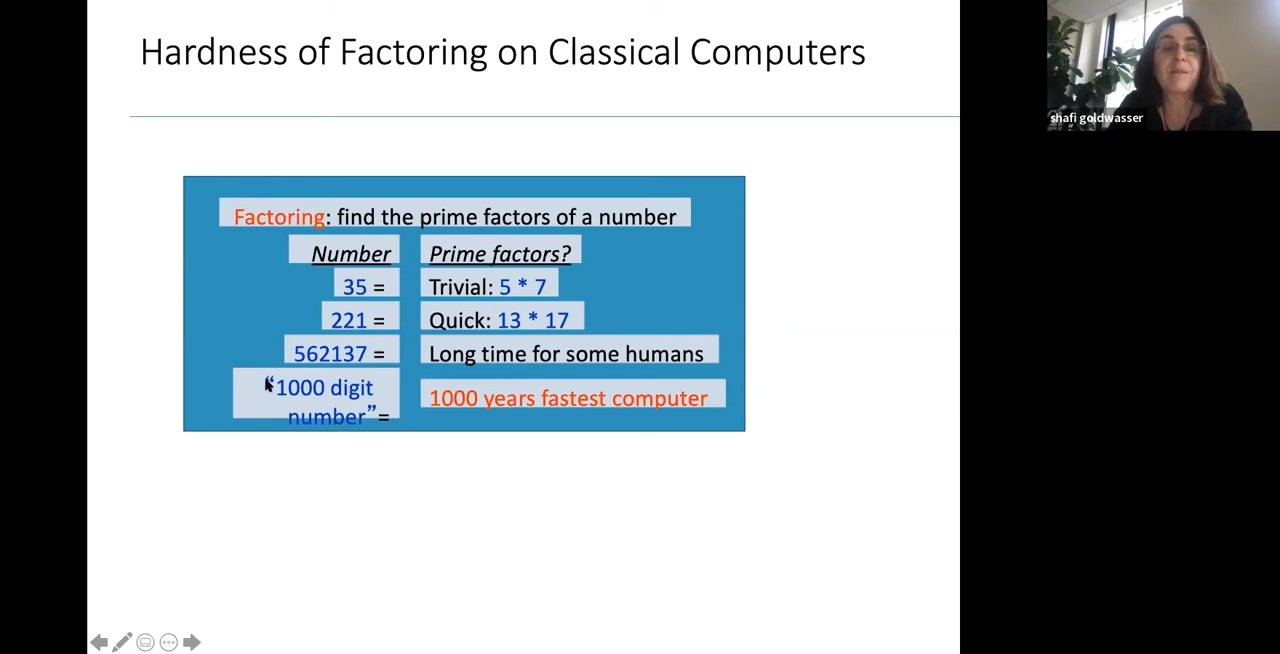 Hardness of Factoring on Classical Computers
shafi goldwasser
Factoring: find the prime factors of a number
Number Prime factors?
35 = Trivial: 5 * 7
221 = Quick: 13 * 17
562137 = Long time for some humans
“1000 digit
number”= 1000 years fastest computer